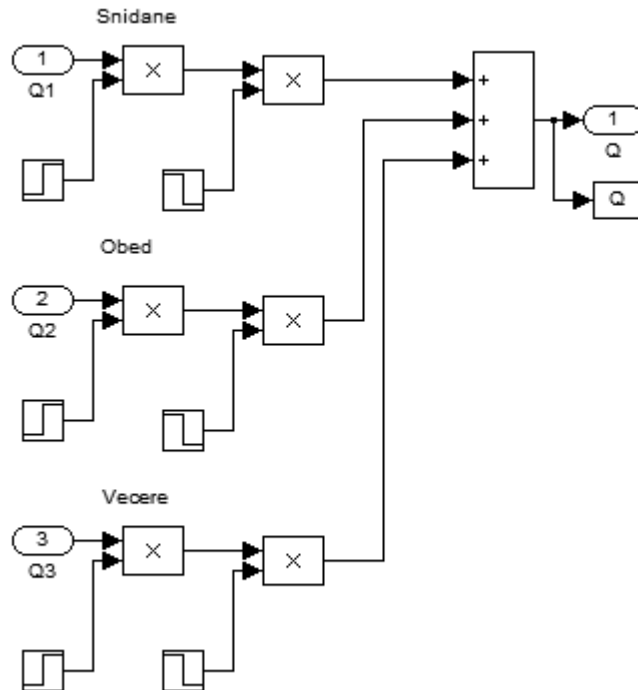 Snidane
1
Q1
×
×
+
+
+
1
Q
Q
Obed
2
Q2
×
×
Vecere
3
Q3
×
×